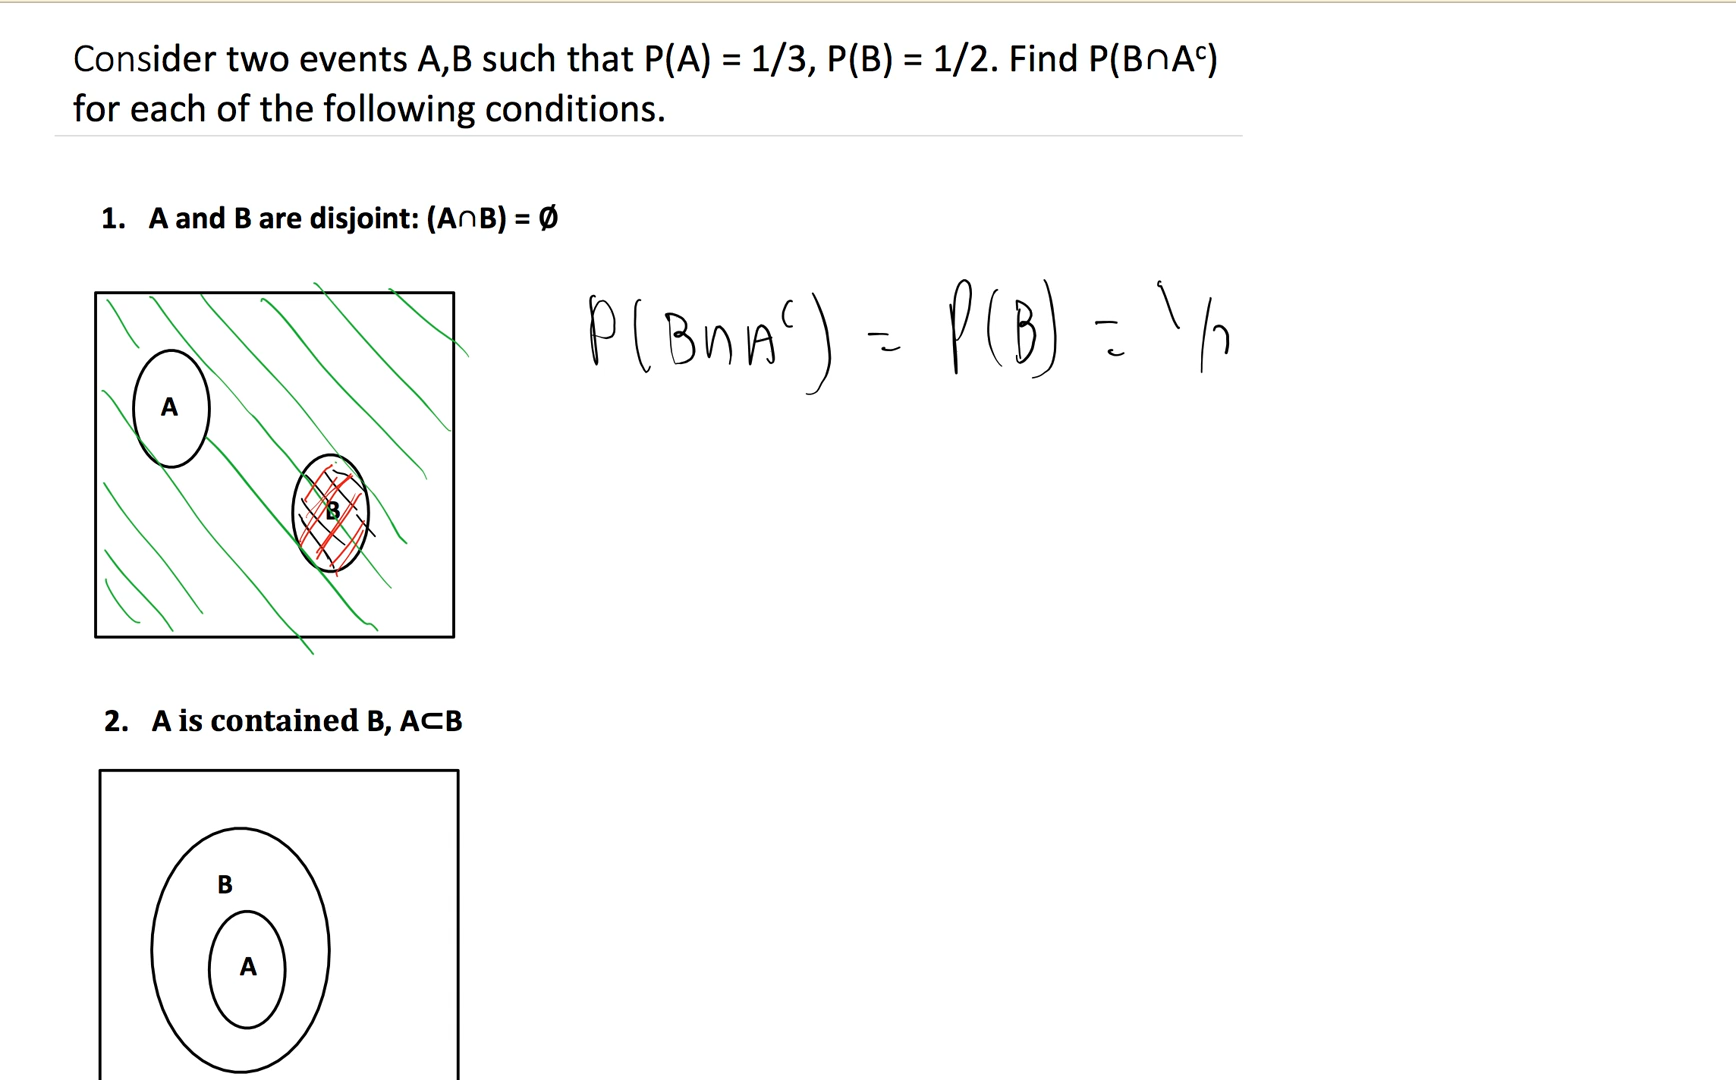 Consider two events A,B such that P(A) = 1/3, P(B) = 1/2. Find P(B∩Aᶜ)
for each of the following conditions.
1. A and B are disjoint: (A∩B) = Ø
P(B∩Aᶜ) = P(B) = 1/2
A
B
2. A is contained B, A⊂B
B
A